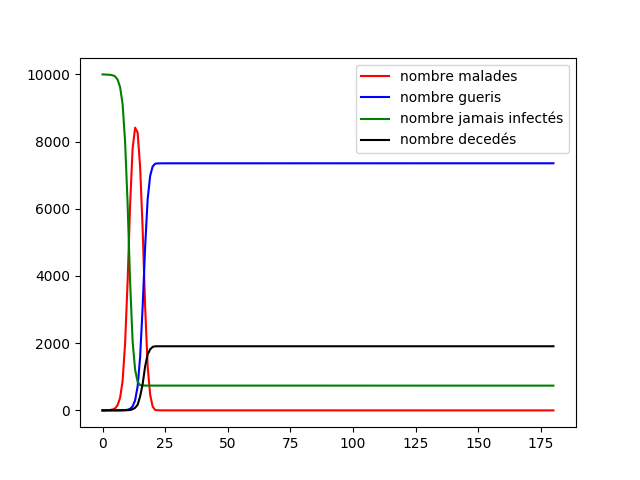 10000
8000
6000
4000
2000
0
nombre malades
nombre gueris
nombre jamais infectés
nombre decedés
0 25 50 75 100 125 150 175